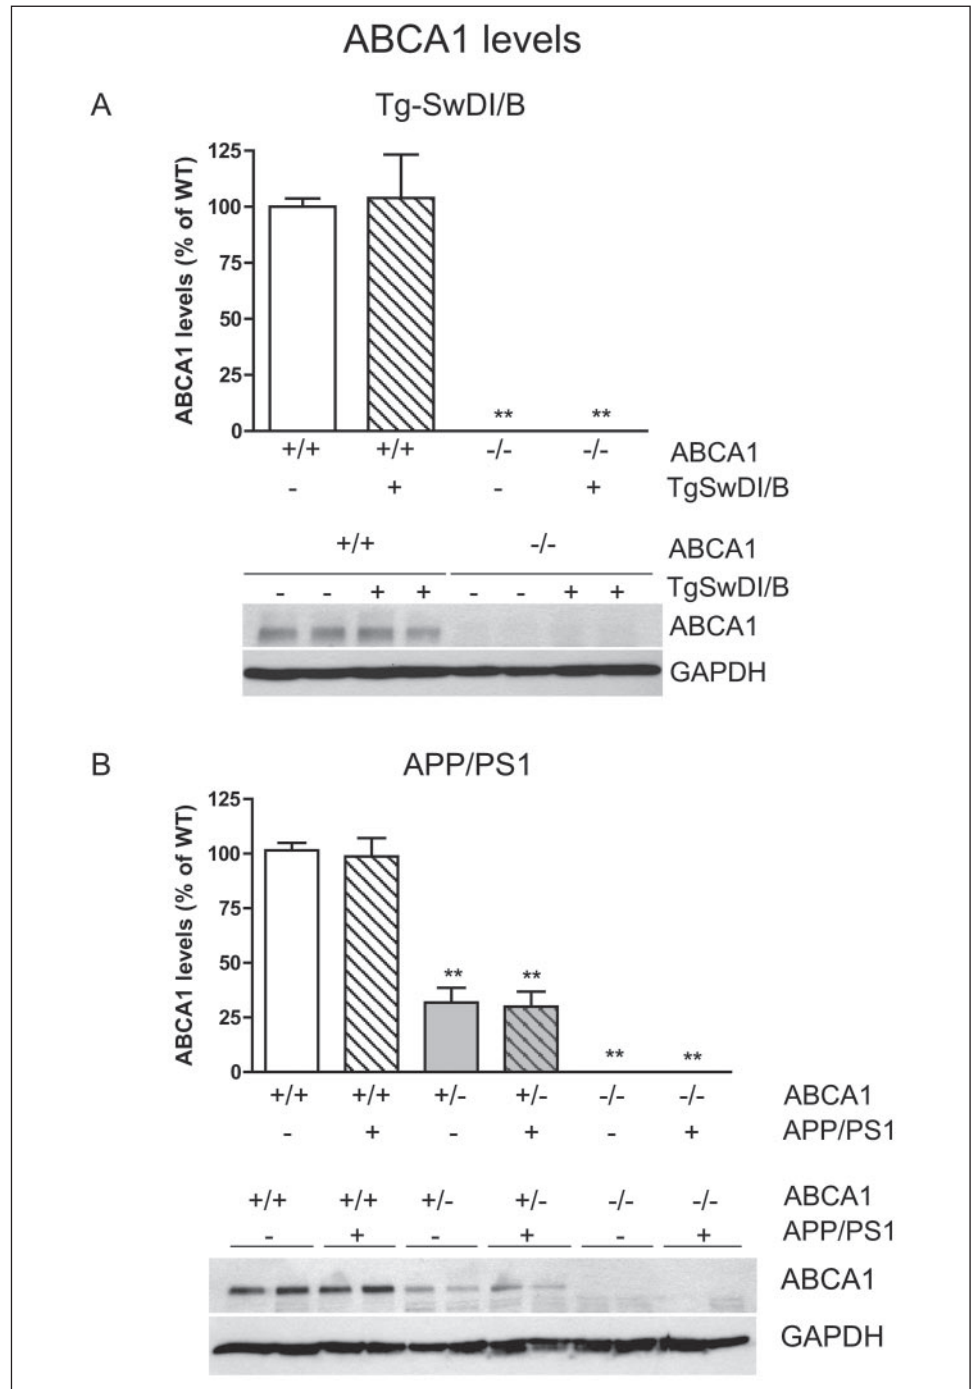 ABCA1 levels
A
Tg-SwDI/B
ABCA1 levels (% of WT)
125
100
75
50
25
0
** **
+/+ +/+ -/- -/- ABCA1
- + - + TgSwDI/B
+/+ -/- ABCA1
- - + + - - + + TgSwDI/B
ABCA1
GAPDH
B
APP/PS1
ABCA1 levels (% of WT)
125
100
75
50
25
0
** ** ** **
+/+ +/+ +/- +/- -/- -/- ABCA1
- + - + - + APP/PS1
+/+ +/+ +/- +/- -/- -/- ABCA1
- + - + - + APP/PS1
ABCA1
GAPDH